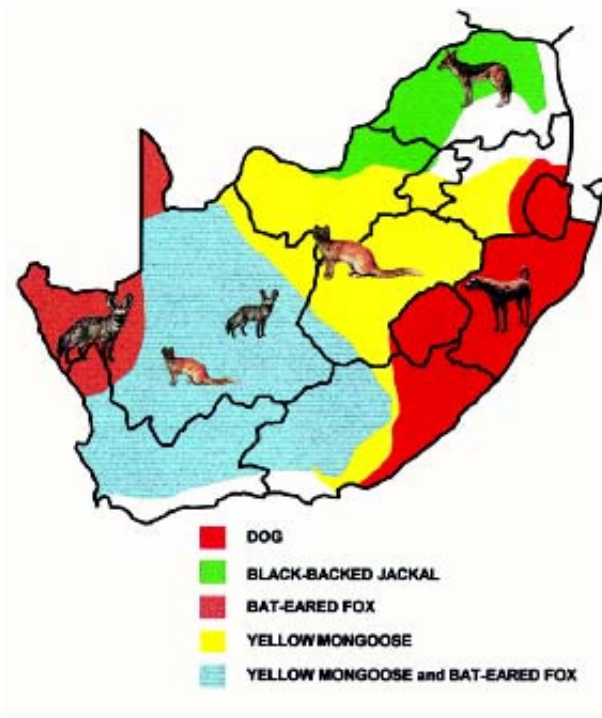 DOG
BLACK-BACKED JACKAL
BAT-EARED FOX
YELLOW MONGOOSE
YELLOW MONGOOSE and BAT-EARED FOX